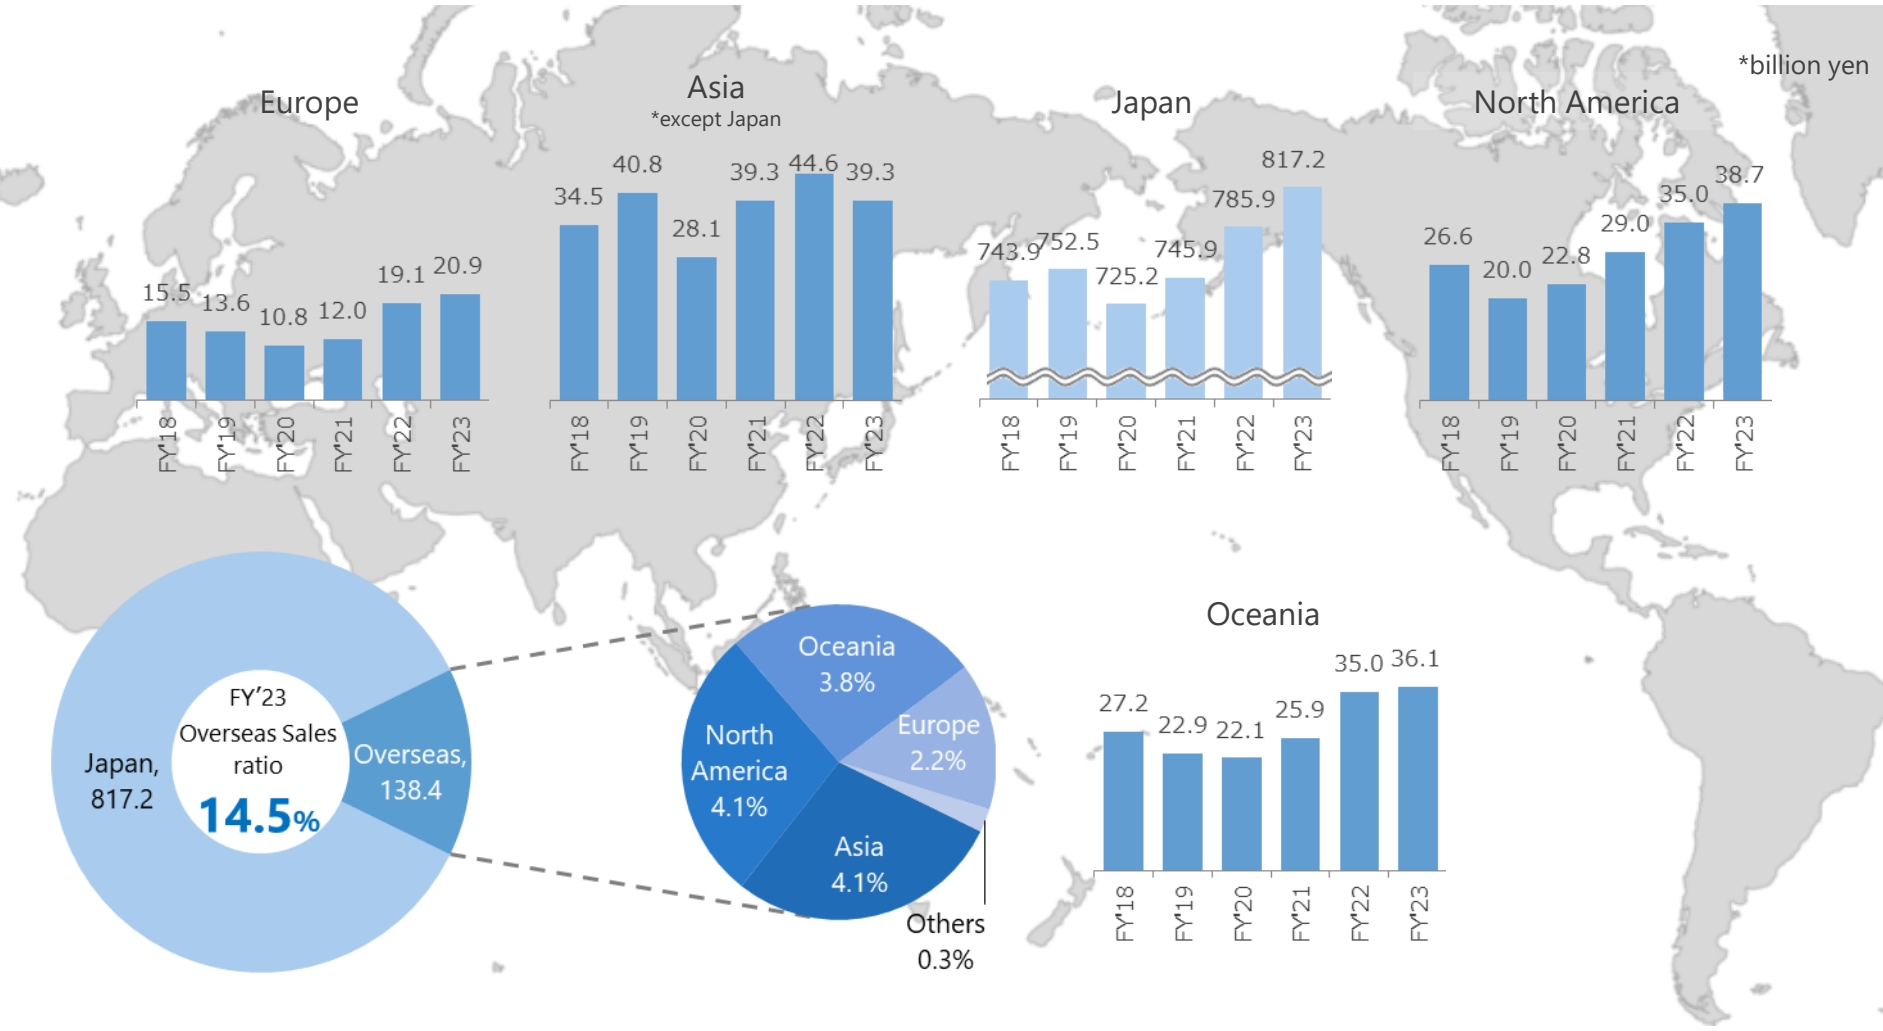 *billion yen
Europe
15.5
13.6
10.8
12.0
19.1
20.9
FY'18
FY'19
FY'20
FY'21
FY'22
FY'23
Asia
*except Japan
34.5
40.8
28.1
39.3
44.6
39.3
FY'18
FY'19
FY'20
FY'21
FY'22
FY'23
Japan
743.9
752.5
725.2
745.9
785.9
817.2
FY'18
FY'19
FY'20
FY'21
FY'22
FY'23
North America
26.6
20.0
22.8
29.0
35.0
38.7
FY'18
FY'19
FY'20
FY'21
FY'22
FY'23
FY'23
Overseas Sales
ratio
14.5%
Japan,
817.2
Overseas,
138.4
Oceania
3.8%
Europe
2.2%
North
America
4.1%
Asia
4.1%
Others
0.3%
Oceania
27.2
22.9
22.1
25.9
35.0
36.1
FY'18
FY'19
FY'20
FY'21
FY'22
FY'23